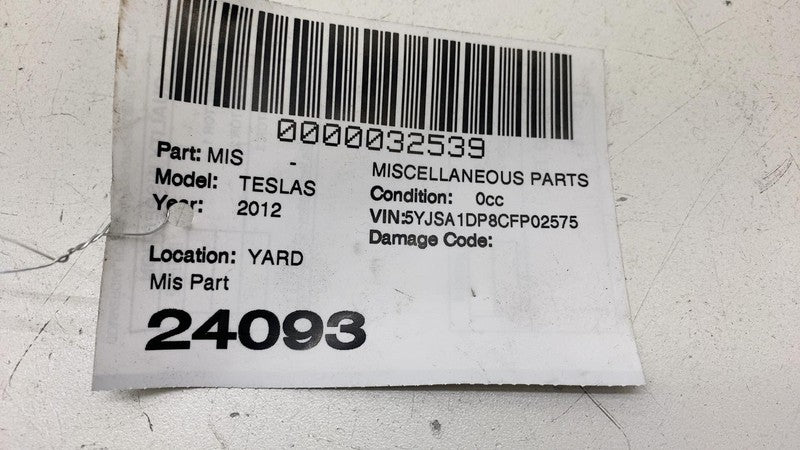 0000032539
Part: MIS - MISCELLANEOUS PARTS
Model: TESLAS Condition: 0cc
Year: 2012 VIN:5YJSA1DP8CFP02575
Damage Code:
Location: YARD
Mis Part
24093